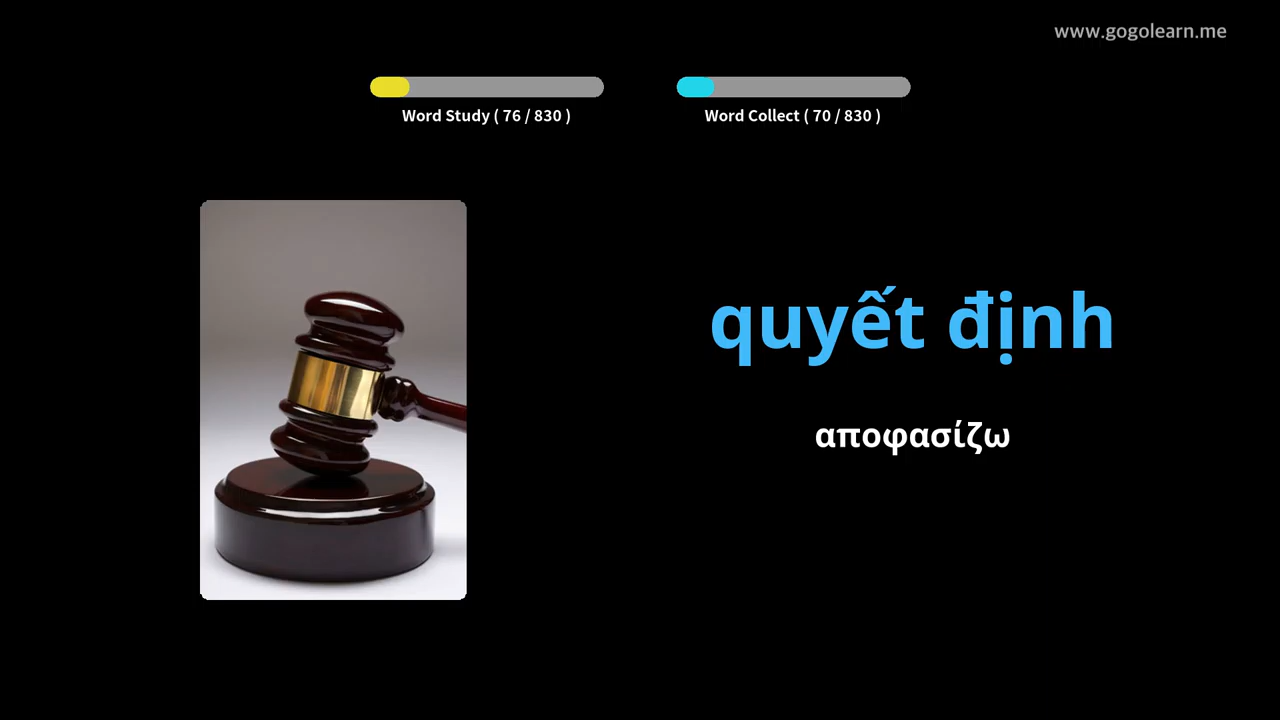 www.gogolearn.me
Word Study ( 76 / 830 )
Word Collect ( 70 / 830 )
quyết định
αποφασίζω